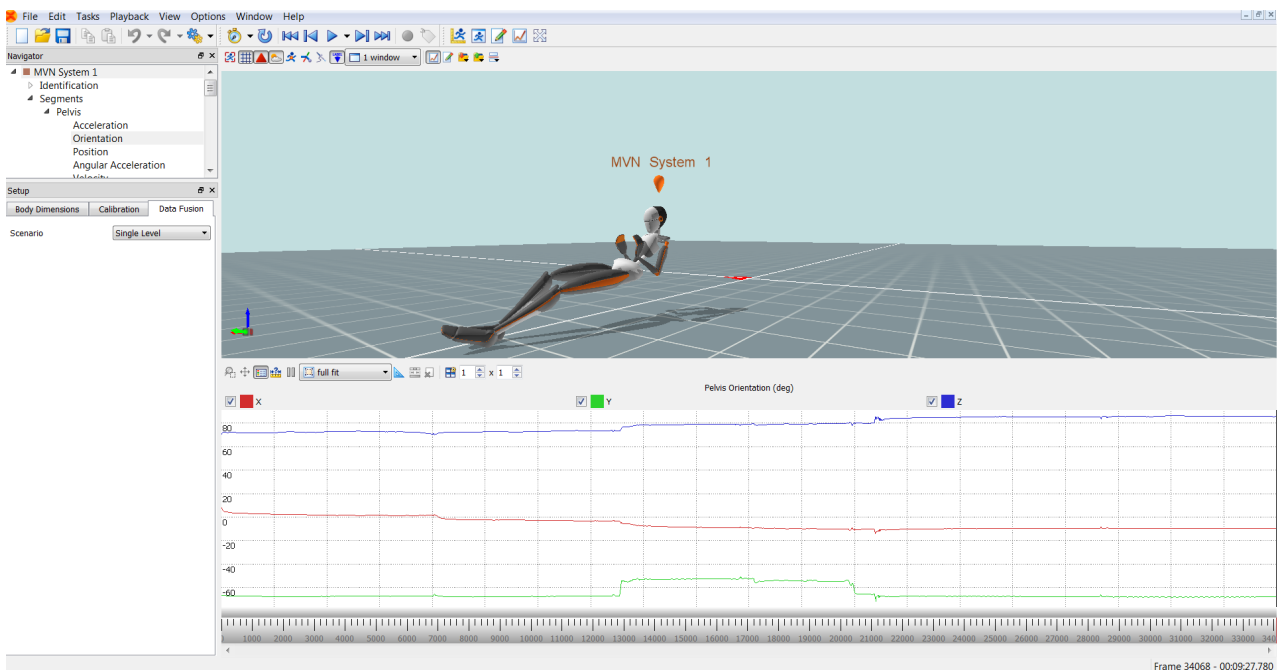 File Edit Tasks Playback View Options Window Help
Navigator
1 window
MVN System 1
Identification
Segments
Pelvis
Acceleration
Orientation
Position
Angular Acceleration
Velocity
MVN System 1
Setup
Body Dimensions Calibration Data Fusion
Scenario Single Level
full fit 1 x 1
Pelvis Orientation (deg)
X Y Z
80
60
40
20
0
-20
-40
-60
1000 2000 3000 4000 5000 6000 7000 8000 9000 10000 11000 12000 13000 14000 15000 16000 17000 18000 19000 20000 21000 22000 23000 24000 25000 26000 27000 28000 29000 30000 31000 32000 33000
Frame 34068 - 00:09:27.780